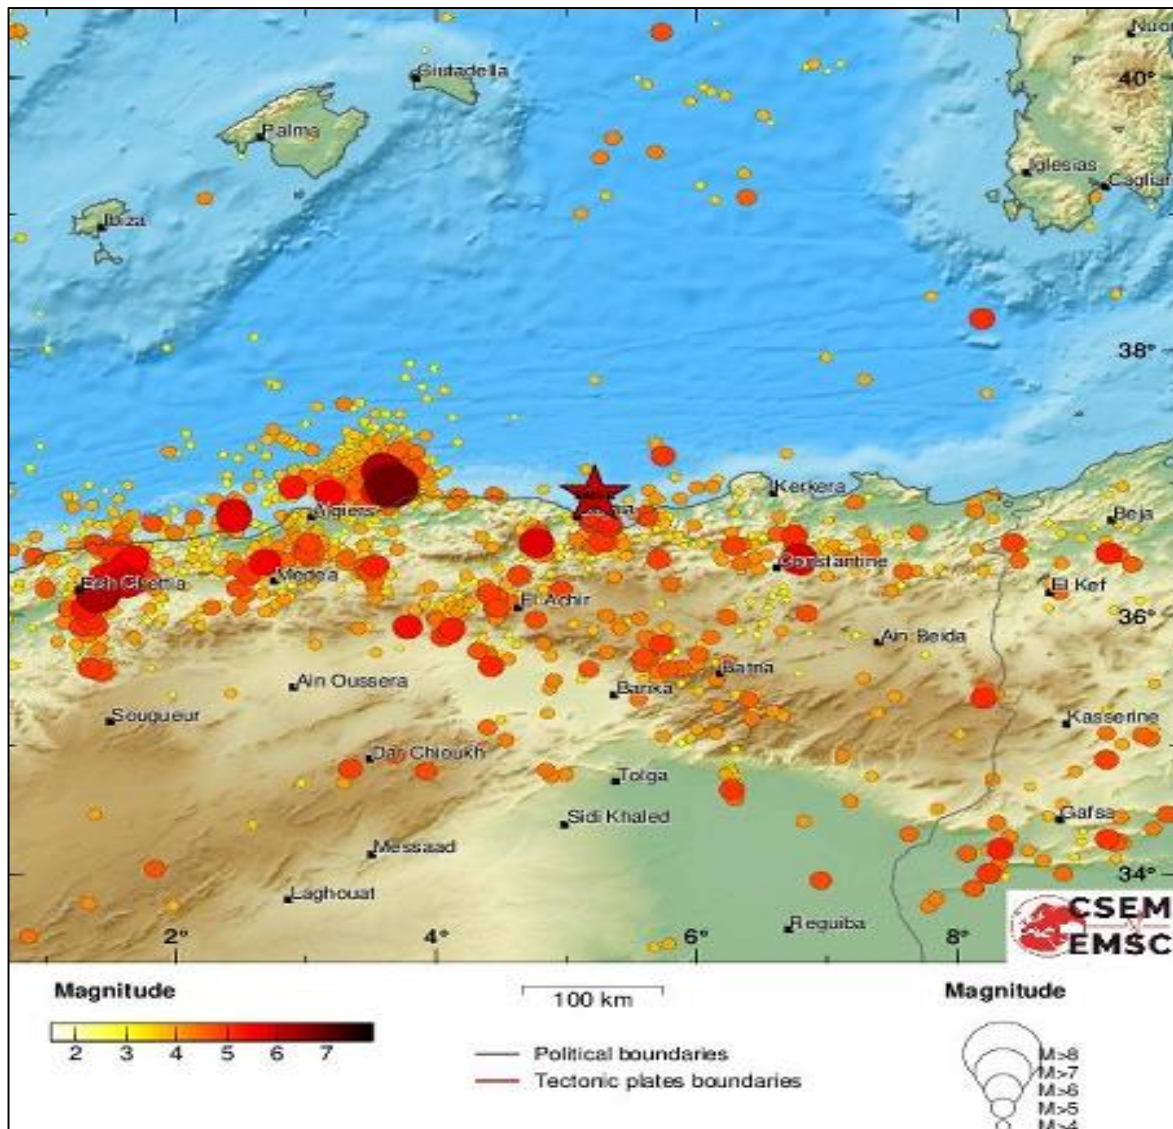 Nuor
Ciutadella
40°
Palma
Iglesias
Cagliar
Ibiza
38°
Kerkera
Algiers
Beja
Constantine
Ech Chettia
Medea
El Kef
El Achir
36°
Ain Beida
Batna
Ain Oussera
Barika
Sougueur
Kasserine
Dar Chioukh
Tolga
Sidi Khaled
Gafsa
Messaad
34°
Laghouat
CSEM
Reguiba
2°
4°
6°
8°
EMSC
Magnitude
100 km
Magnitude
2 3 4 5 6 7
Political boundaries
Tectonic plates boundaries
M>8
M>7
M>6
M>5
M>4